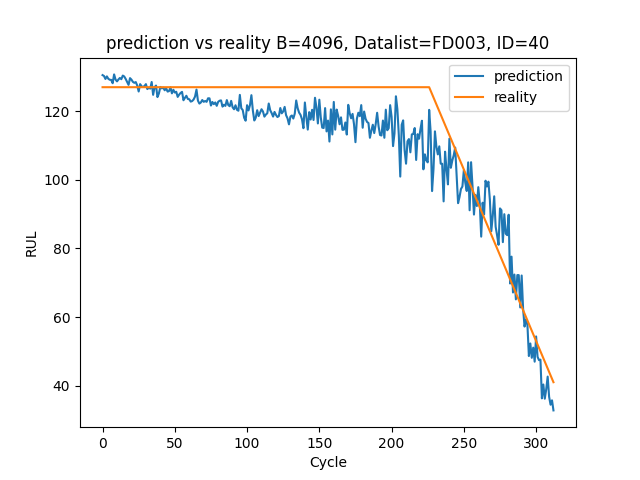 prediction vs reality B=4096, Datalist=FD003, ID=40
prediction
reality
RUL
120
100
80
60
40
0 50 100 150 200 250 300
Cycle